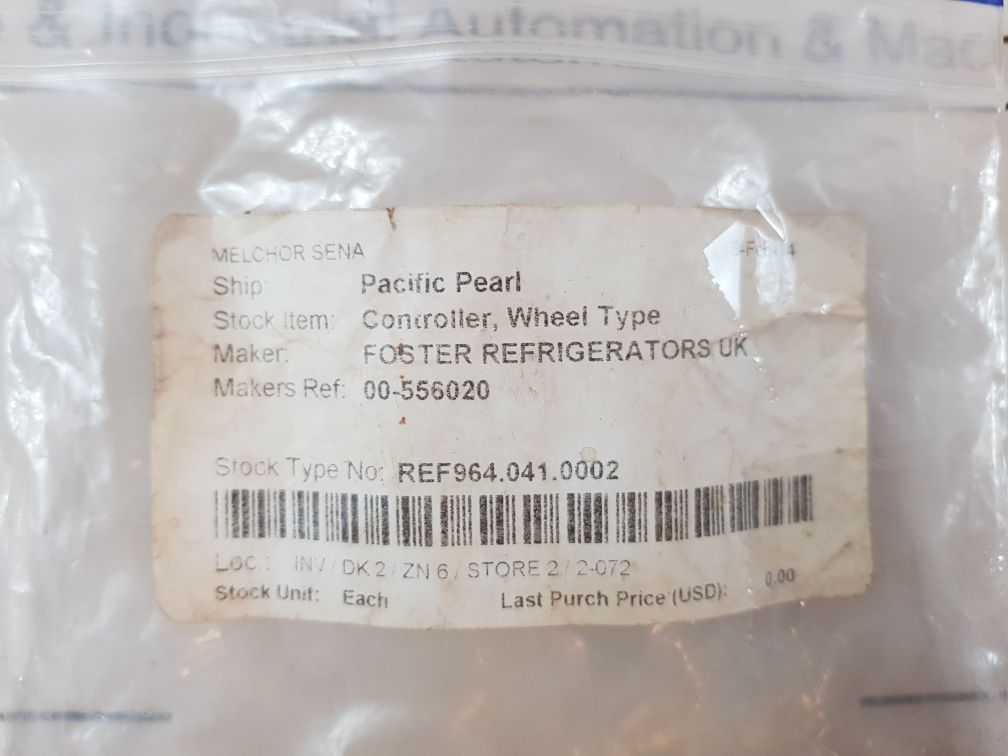 & Industrial Automation & Mac
MELCHOR SENA
Ship: Pacific Pearl
Stock Item: Controller, Wheel Type
Maker: FOSTER REFRIGERATORS UK
Makers Ref: 00-556020
Stock Type No: REF964.041.0002
Loc.: INV / DK 2 / ZN 6 / STORE 2 / 2-072
Stock Unit: Each Last Purch Price (USD): 0.00